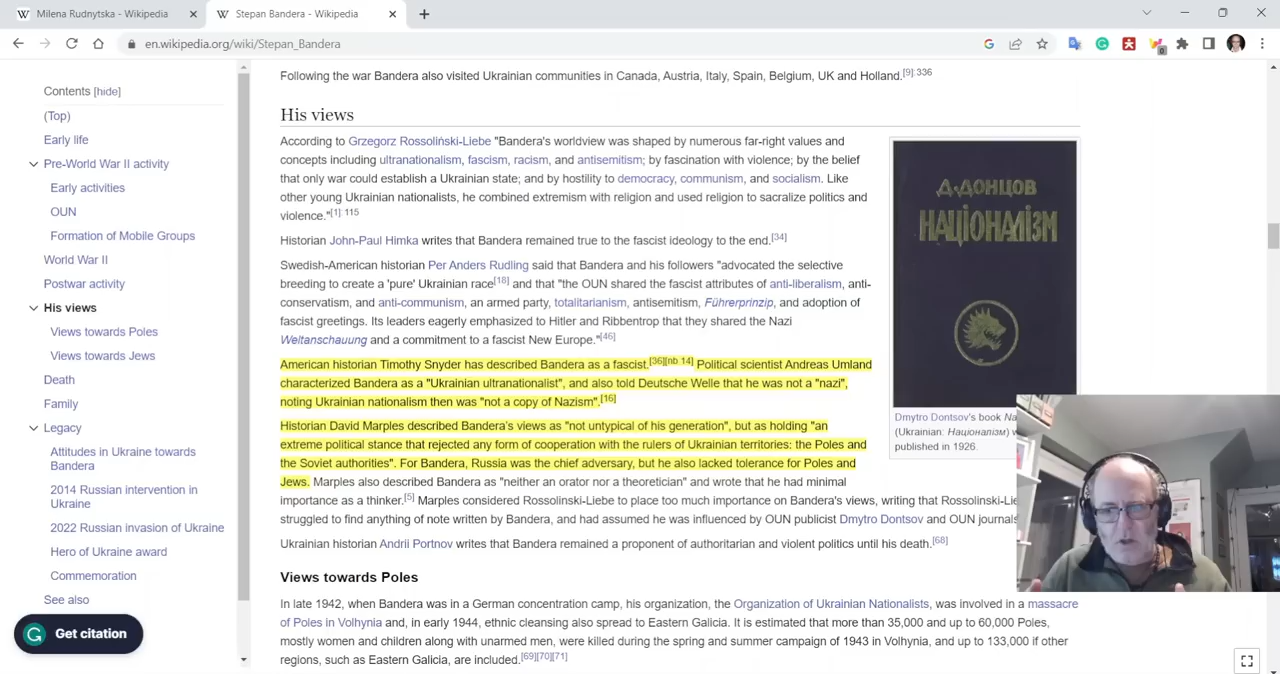 Milena Rudnytska - Wikipedia
Stepan Bandera - Wikipedia
en.wikipedia.org/wiki/Stepan_Bandera
Contents [hide]
(Top)
Early life
Pre-World War II activity
Early activities
OUN
Formation of Mobile Groups
World War II
Postwar activity
His views
Views towards Poles
Views towards Jews
Death
Family
Legacy
Attitudes in Ukraine towards
Bandera
2014 Russian intervention in
Ukraine
2022 Russian invasion of Ukraine
Hero of Ukraine award
Commemoration
See also
Get citation
Following the war Bandera also visited Ukrainian communities in Canada, Austria, Italy, Spain, Belgium, UK and Holland.[9]: 336
His views
According to Grzegorz Rossoliński-Liebe "Bandera's worldview was shaped by numerous far-right values and
concepts including ultranationalism, fascism, racism, and antisemitism; by fascination with violence; by the belief
that only war could establish a Ukrainian state; and by hostility to democracy, communism, and socialism. Like
other young Ukrainian nationalists, he combined extremism with religion and used religion to sacralize politics and
violence."[1]: 115
Historian John-Paul Himka writes that Bandera remained true to the fascist ideology to the end.[34]
Swedish-American historian Per Anders Rudling said that Bandera and his followers "advocated the selective
breeding to create a 'pure' Ukrainian race[18] and that "the OUN shared the fascist attributes of anti-liberalism, anti-
conservatism, and anti-communism, an armed party, totalitarianism, antisemitism, Führerprinzip, and adoption of
fascist greetings. Its leaders eagerly emphasized to Hitler and Ribbentrop that they shared the Nazi
Weltanschauung and a commitment to a fascist New Europe."[46]
American historian Timothy Snyder has described Bandera as a fascist.[36][nb 14] Political scientist Andreas Umland
characterized Bandera as a "Ukrainian ultranationalist", and also told Deutsche Welle that he was not a "nazi",
noting Ukrainian nationalism then was "not a copy of Nazism".[16]
Historian David Marples described Bandera's views as "not untypical of his generation", but as holding "an
extreme political stance that rejected any form of cooperation with the rulers of Ukrainian territories: the Poles and
the Soviet authorities". For Bandera, Russia was the chief adversary, but he also lacked tolerance for Poles and
Jews. Marples also described Bandera as "neither an orator nor a theoretician" and wrote that he had minimal
importance as a thinker.[5] Marples considered Rossolinski-Liebe to place too much importance on Bandera's views, writing that Rossolinski-Lie
struggled to find anything of note written by Bandera, and had assumed he was influenced by OUN publicist Dmytro Dontsov and OUN journals
Ukrainian historian Andrii Portnov writes that Bandera remained a proponent of authoritarian and violent politics until his death.[68]
Views towards Poles
In late 1942, when Bandera was in a German concentration camp, his organization, the Organization of Ukrainian Nationalists, was involved in a massacre
of Poles in Volhynia and, in early 1944, ethnic cleansing also spread to Eastern Galicia. It is estimated that more than 35,000 and up to 60,000 Poles,
mostly women and children along with unarmed men, were killed during the spring and summer campaign of 1943 in Volhynia, and up to 133,000 if other
regions, such as Eastern Galicia, are included.[69][70][71]
Д.ДОНЦОВ
НАЦІОНАЛІЗМ
Dmytro Dontsov's book Na
(Ukrainian: Націоналізм) w
published in 1926.